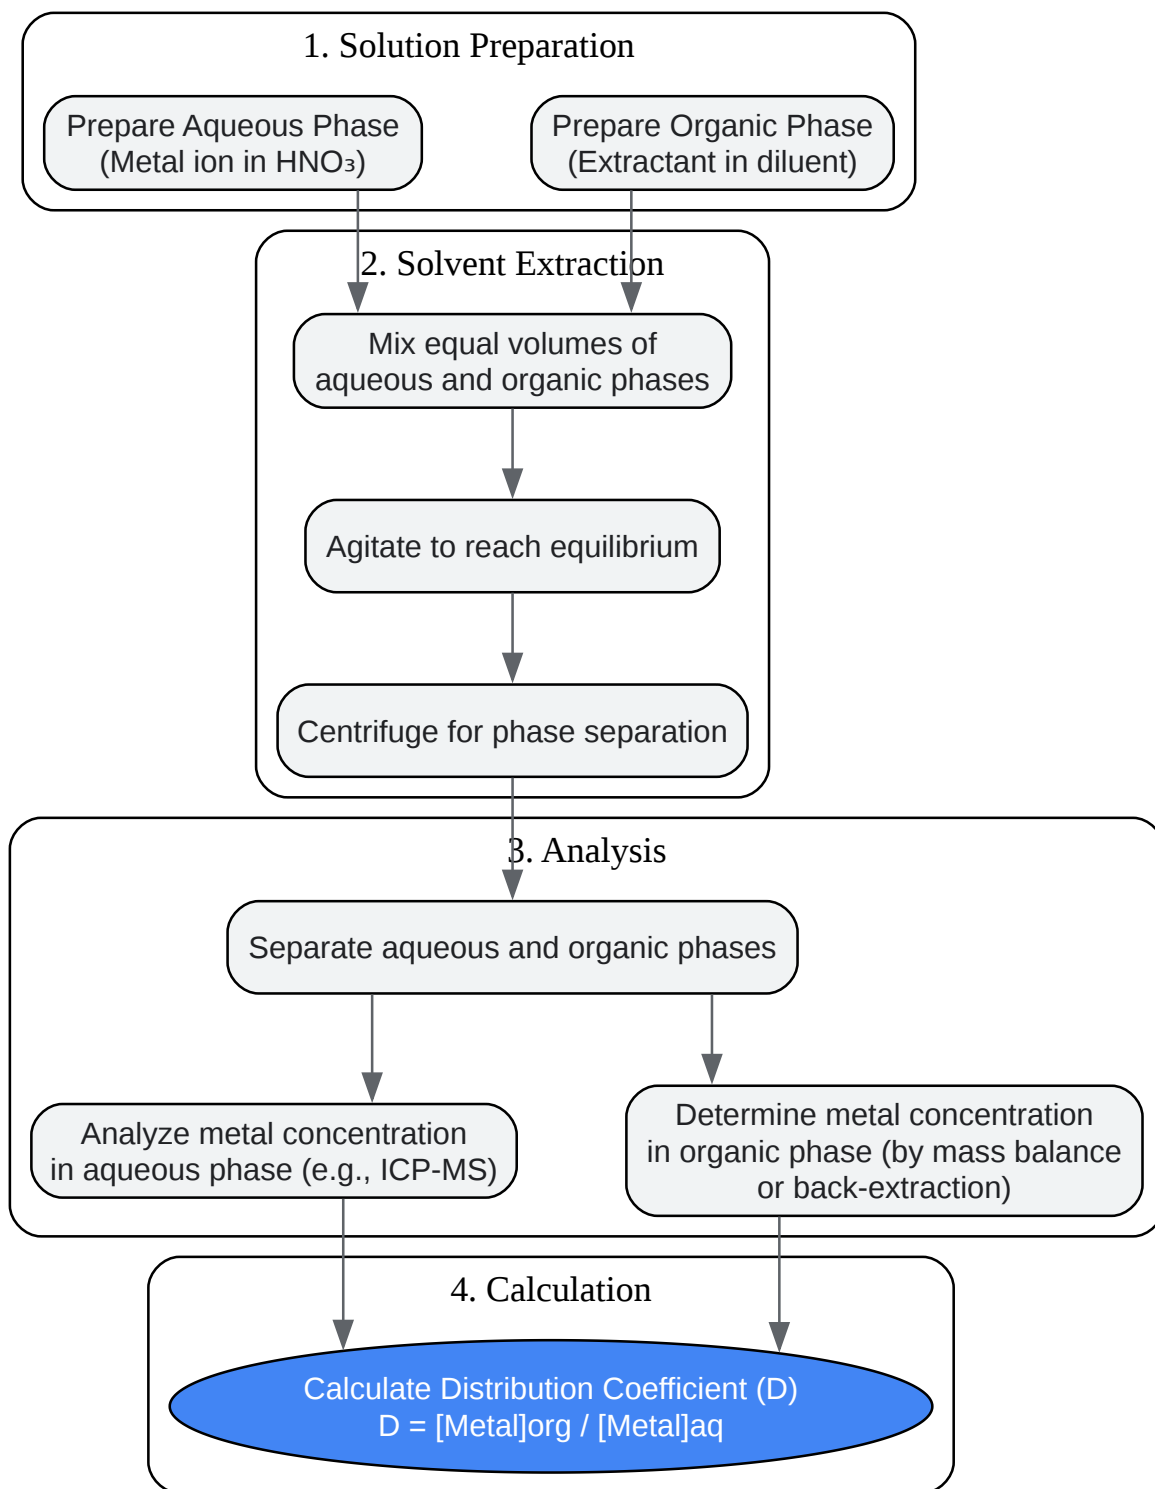 1. Solution Preparation
Prepare Aqueous Phase
(Metal ion in HNO₃)
Prepare Organic Phase
(Extractant in diluent)
2. Solvent Extraction
Mix equal volumes of
aqueous and organic phases
Agitate to reach equilibrium
Centrifuge for phase separation
3. Analysis
Separate aqueous and organic phases
Analyze metal concentration
in aqueous phase (e.g., ICP-MS)
Determine metal concentration
in organic phase (by mass balance
or back-extraction)
4. Calculation
Calculate Distribution Coefficient (D)
D = [Metal]org / [Metal]aq